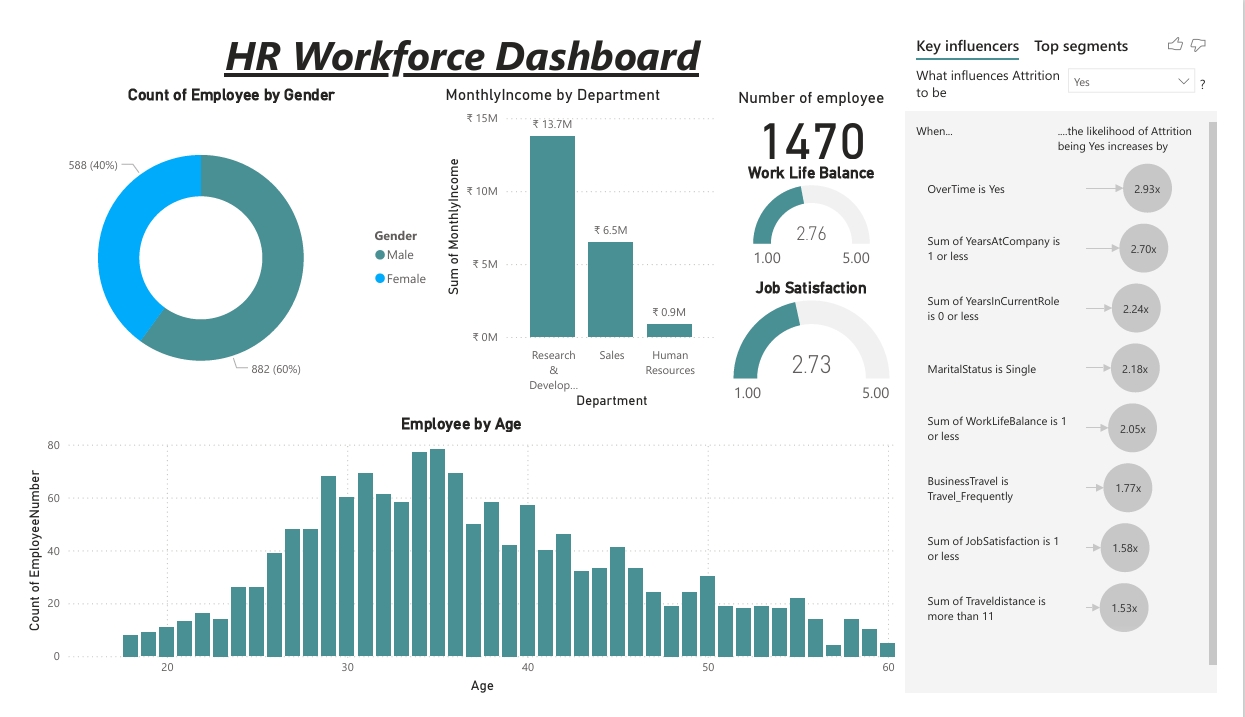 HR Workforce Dashboard
Count of Employee by Gender
588 (40%)
882 (60%)
Gender
Male
Female
MonthlyIncome by Department
Sum of MonthlyIncome
₹ 15M
₹ 10M
₹ 5M
₹ 0M
₹ 13.7M
₹ 6.5M
₹ 0.9M
Research
&
Develop...
Sales
Human
Resources
Department
Number of employee
1470
Work Life Balance
2.76
1.00
5.00
Job Satisfaction
2.73
1.00
5.00
Employee by Age
Count of EmployeeNumber
80
60
40
20
0
20
30
40
50
60
Age
Key influencers
Top segments
What influences Attrition
to be
Yes
?
When...
....the likelihood of Attrition
being Yes increases by
OverTime is Yes
2.93x
Sum of YearsAtCompany is
1 or less
2.70x
Sum of YearsInCurrentRole
is 0 or less
2.24x
MaritalStatus is Single
2.18x
Sum of WorkLifeBalance is 1
or less
2.05x
BusinessTravel is
Travel_Frequently
1.77x
Sum of JobSatisfaction is 1
or less
1.58x
Sum of Traveldistance is
more than 11
1.53x